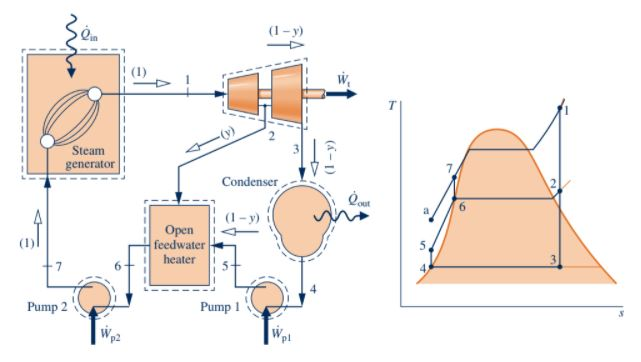 Q̇in
(1)
1
(1 – y)
Ẇt
Steam
generator
(y)
2
3
(1 – y)
Condenser
Q̇out
(1)
Open
feedwater
heater
(1 – y)
7
6
5
4
Pump 2
Pump 1
Ẇp2
Ẇp1
T
1
7
2
a
6
5
4
3
s